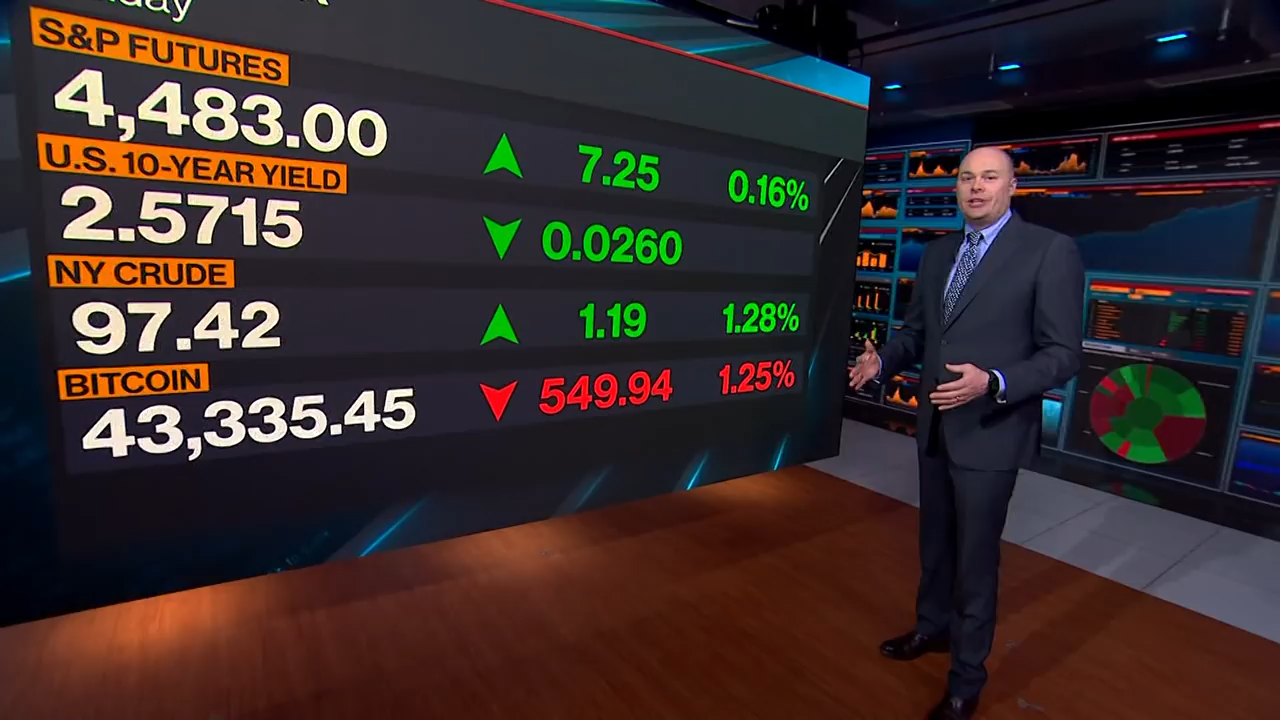 S&P FUTURES
4,483.00 7.25 0.16%
U.S. 10-YEAR YIELD
2.5715 0.0260
NY CRUDE
97.42 1.19 1.28%
BITCOIN
43,335.45 549.94 1.25%